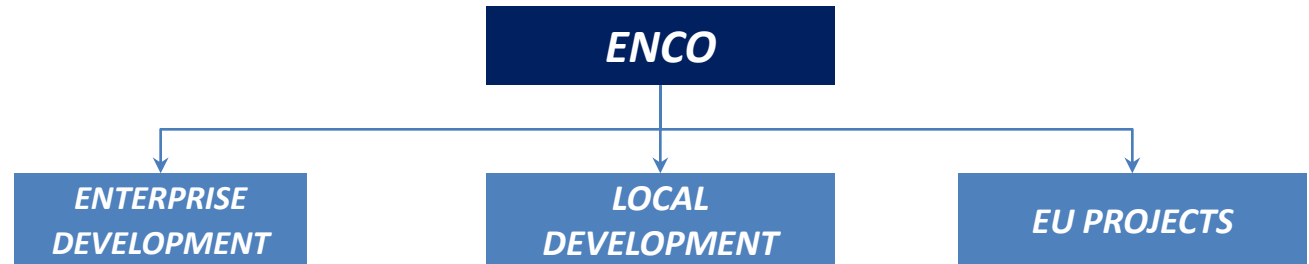 ENCO
ENTERPRISE
DEVELOPMENT
LOCAL
DEVELOPMENT
EU PROJECTS